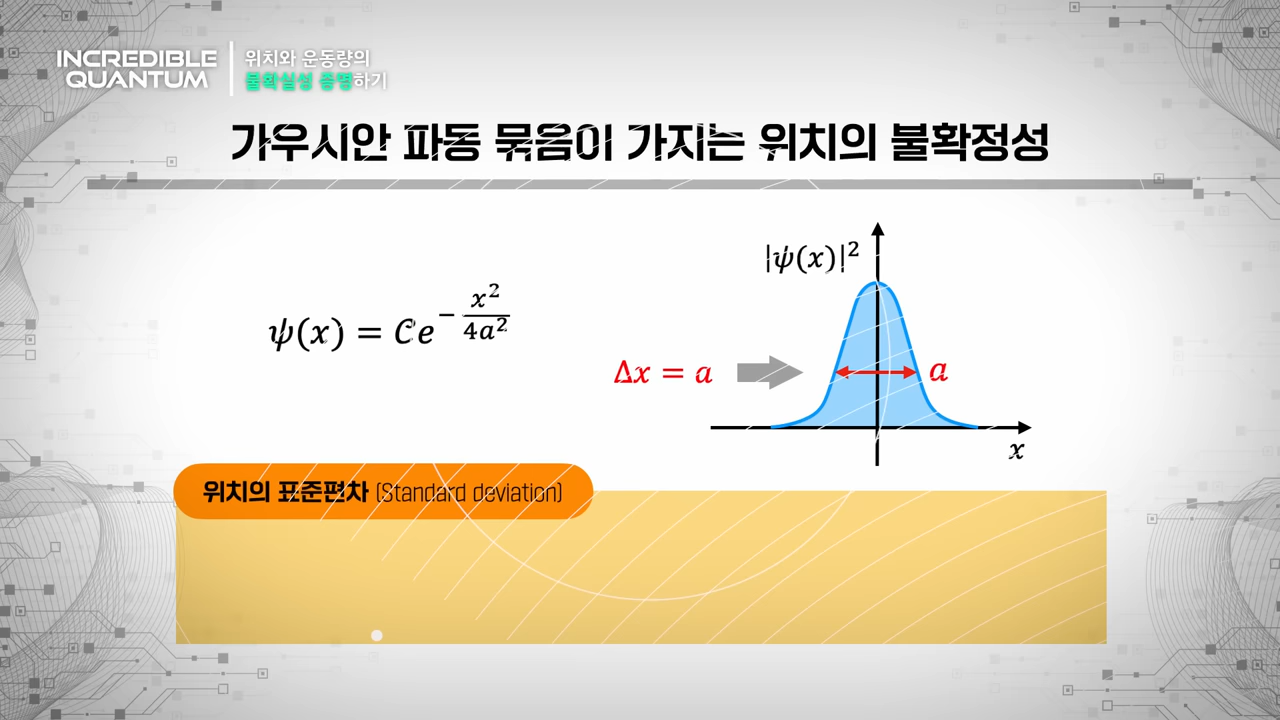 INCREDIBLE
QUANTUM
위치와 운동량의
불확실성 증명하기
가우시안 파동 묶음이 가지는 위치의 불확정성
|ψ(x)|²
ψ(x) = Ce^{-\frac{x²}{4a²}}
Δx = a
a
x
위치의 표준편차 (Standard deviation)